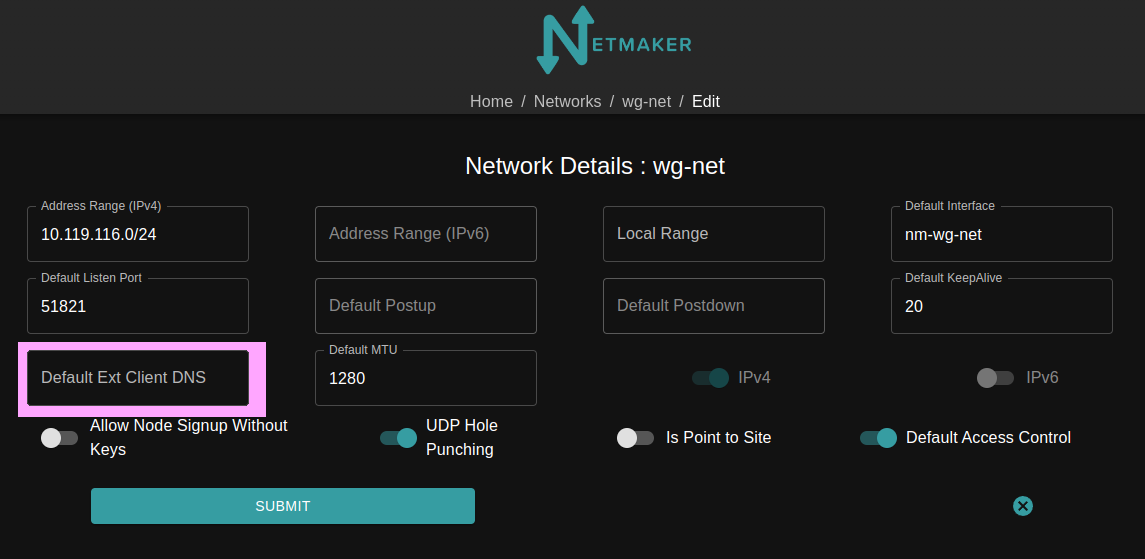 NETMAKER
Home / Networks / wg-net / Edit
Network Details : wg-net
Address Range (IPv4)
10.119.116.0/24
Address Range (IPv6)
Local Range
Default Interface
nm-wg-net
Default Listen Port
51821
Default Postup
Default Postdown
Default KeepAlive
20
Default Ext Client DNS
Default MTU
1280
IPv4
IPv6
Allow Node Signup Without
Keys
UDP Hole
Punching
Is Point to Site
Default Access Control
SUBMIT